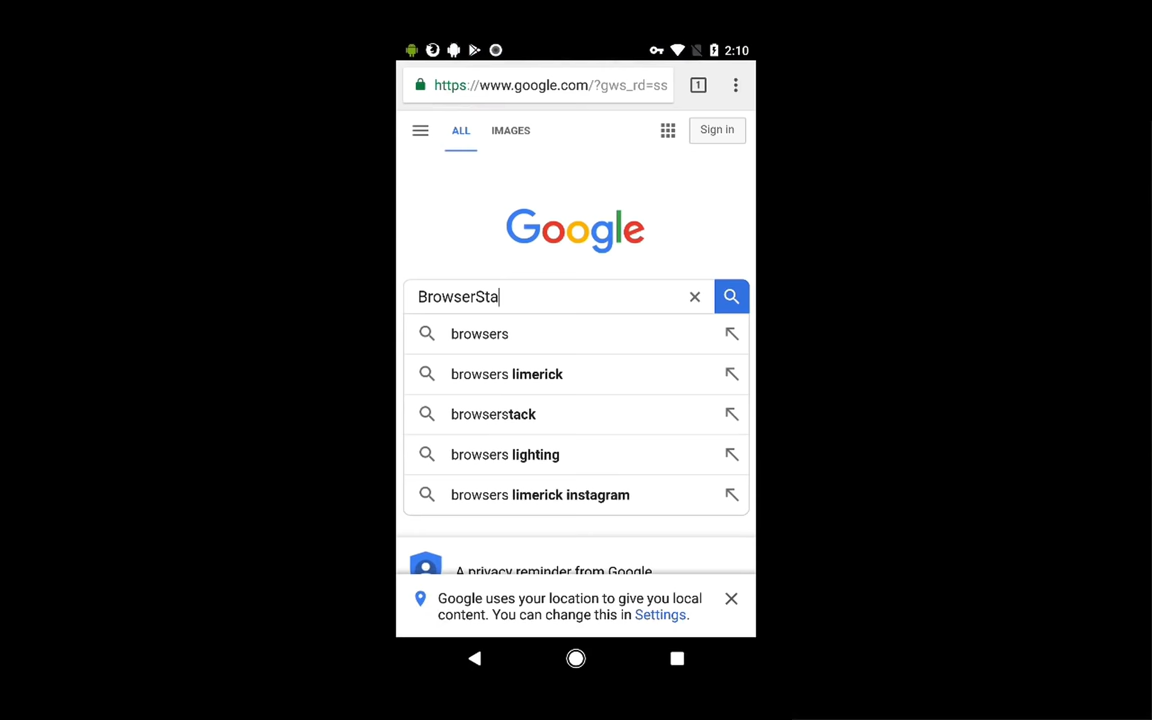 2:10
https://www.google.com/?gws_rd=ss
1
ALL IMAGES Sign in
Google
BrowserSta
browsers
browsers limerick
browserstack
browsers lighting
browsers limerick instagram
A privacy reminder from Google
Google uses your location to give you local
content. You can change this in Settings.